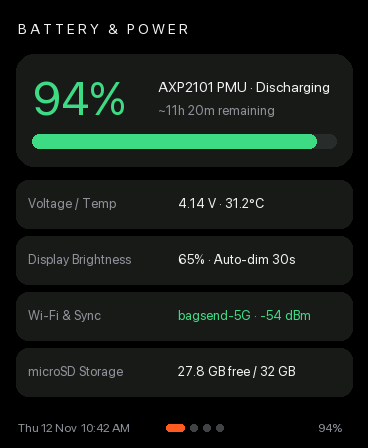 BATTERY & POWER
94%
AXP2101 PMU · Discharging
~11h 20m remaining
Voltage / Temp
4.14 V · 31.2°C
Display Brightness
65% · Auto-dim 30s
Wi-Fi & Sync
bagsend-5G · -54 dBm
microSD Storage
27.8 GB free / 32 GB
Thu 12 Nov 10:42 AM
94%